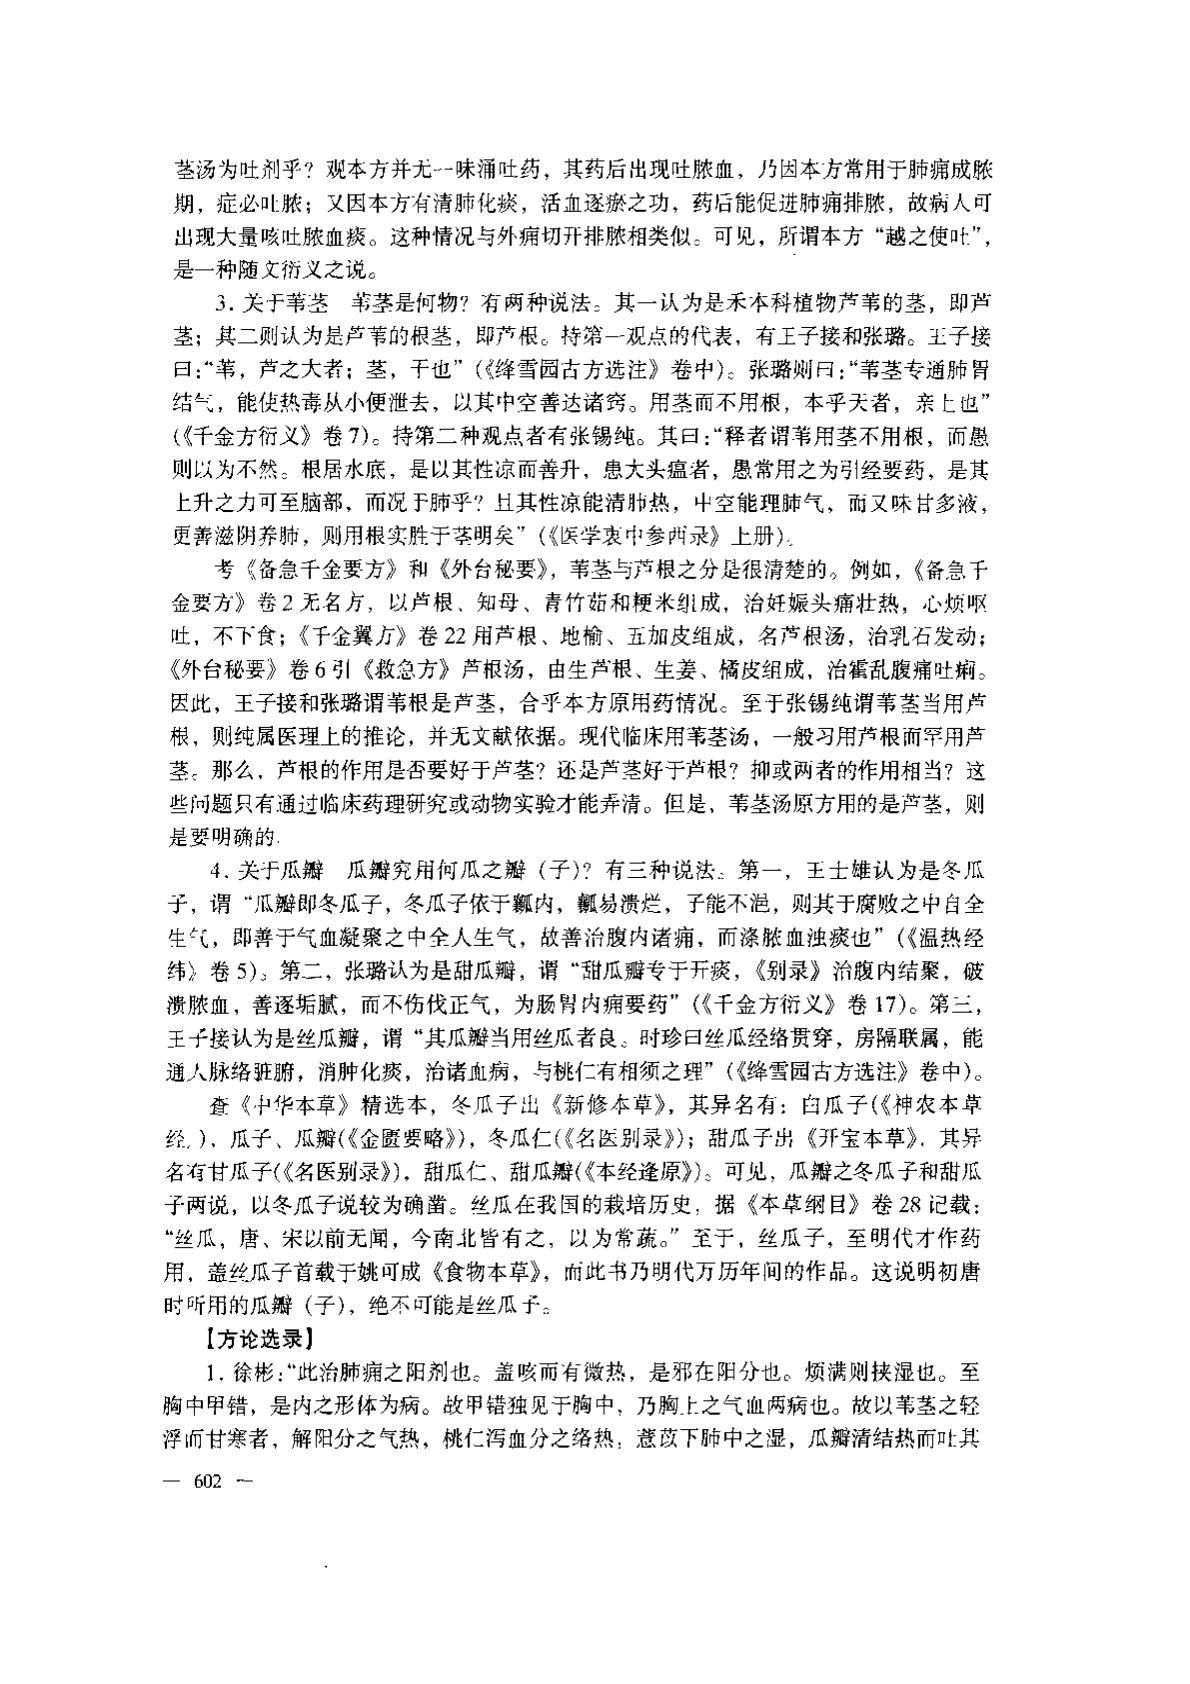 茎汤为吐剂乎？观本方并无一味涌吐药，其药后出现吐脓血，乃因本方常用于肺痈成脓
期，症必吐脓；又因本方有清肺化痰，活血逐瘀之功，药后能促进肺痈排脓，故病人可
出现大量咳吐脓血痰。这种情况与外痈切开排脓相类似。可见，所谓本方“越之使吐”，
是一种随文衍义之说。
3. 关于苇茎　苇茎是何物？有两种说法。其一认为是禾本科植物芦苇的茎，即芦
茎；其二则认为是芦苇的根茎，即芦根。持第一观点的代表，有王子接和张璐。王子接
曰：“苇，芦之大者；茎，干也”（《绛雪园古方选注》卷中）。张璐则曰：“苇茎专通肺胃
结气，能使热毒从小便泄去，以其中空善达诸窍。用茎而不用根，本乎天者，亲上也”
（《千金方衍义》卷7）。持第二种观点者有张锡纯。其曰：“释者谓苇用茎不用根，而愚
则以为不然。根居水底，是以其性凉而善升，患大头瘟者，愚常用之为引经要药，是其
上升之力可至脑部，而况于肺乎？且其性凉能清肺热，中空能理肺气，而又味甘多液，
更善滋阴养肺，则用根实胜于茎明矣”（《医学衷中参西录》上册）。
考《备急千金要方》和《外台秘要》，苇茎与芦根之分是很清楚的。例如，《备急千
金要方》卷2无名方，以芦根、知母、青竹茹和粳米组成，治妊娠头痛壮热，心烦呕
吐，不下食；《千金翼方》卷22用芦根、地榆、五加皮组成，名芦根汤，治乳石发动；
《外台秘要》卷6引《救急方》芦根汤，由生芦根、生姜、橘皮组成，治霍乱腹痛吐痢。
因此，王子接和张璐谓苇根是芦茎，合乎本方原用药情况。至于张锡纯谓苇茎当用芦
根，则纯属医理上的推论，并无文献依据。现代临床用苇茎汤，一般习用芦根而罕用芦
茎。那么，芦根的作用是否要好于芦茎？还是芦茎好于芦根？抑或两者的作用相当？这
些问题只有通过临床药理研究或动物实验才能弄清。但是，苇茎汤原方用的是芦茎，则
是要明确的.
4. 关于瓜瓣　瓜瓣究用何瓜之瓣（子）？有三种说法。第一，王士雄认为是冬瓜
子，谓“瓜瓣即冬瓜子，冬瓜子依于瓤内，瓤易溃烂，子能不浥，则其于腐败之中自全
生气，即善于气血凝聚之中全人生气，故善治腹内诸痈，而涤脓血浊痰也”（《温热经
纬》卷5）。第二，张璐认为是甜瓜瓣，谓“甜瓜瓣专于开痰，《别录》治腹内结聚，破
溃脓血，善逐垢腻，而不伤伐正气，为肠胃内痈要药”（《千金方衍义》卷17）。第三，
王子接认为是丝瓜瓣，谓“其瓜瓣当用丝瓜者良。时珍曰丝瓜经络贯穿，房隔联属，能
通人脉络脏腑，消肿化痰，治诸血病，与桃仁有相须之理”（《绛雪园古方选注》卷中）。
查《中华本草》精选本，冬瓜子出《新修本草》，其异名有：白瓜子（《神农本草
经》），瓜子、瓜瓣（《金匮要略》），冬瓜仁（《名医别录》）；甜瓜子出《开宝本草》，其异
名有甘瓜子（《名医别录》），甜瓜仁、甜瓜瓣（《本经逢原》）。可见，瓜瓣之冬瓜子和甜瓜
子两说，以冬瓜子说较为确凿。丝瓜在我国的栽培历史，据《本草纲目》卷28记载：
“丝瓜，唐、宋以前无闻，今南北皆有之，以为常蔬。”至于，丝瓜子，至明代才作药
用，盖丝瓜子首载于姚可成《食物本草》，而此书乃明代万历年间的作品。这说明初唐
时所用的瓜瓣（子），绝不可能是丝瓜子。
【方论选录】
1. 徐彬：“此治肺痈之阳剂也。盖咳而有微热，是邪在阳分也。烦满则挟湿也。至
胸中甲错，是内之形体为病。故甲错独见于胸中，乃胸上之气血两病也。故以苇茎之轻
浮而甘寒者，解阳分之气热，桃仁泻血分之络热，薏苡下肺中之湿，瓜瓣清结热而吐其
— 602 —